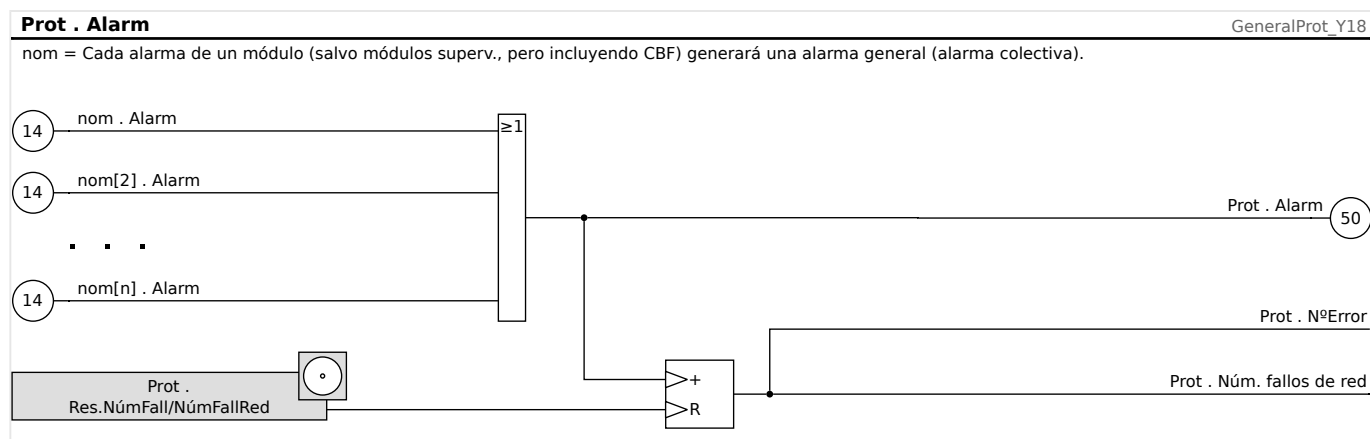 Prot . Alarm
GeneralProt_Y18
nom = Cada alarma de un módulo (salvo módulos superv., pero incluyendo CBF) generará una alarma general (alarma colectiva).
14
nom . Alarm
≥1
14
nom[2] . Alarm
Prot . Alarm
50
. . .
14
nom[n] . Alarm
Prot . NºError
Prot .
Res.NúmFall/NúmFallRed
+
R
Prot . Núm. fallos de red